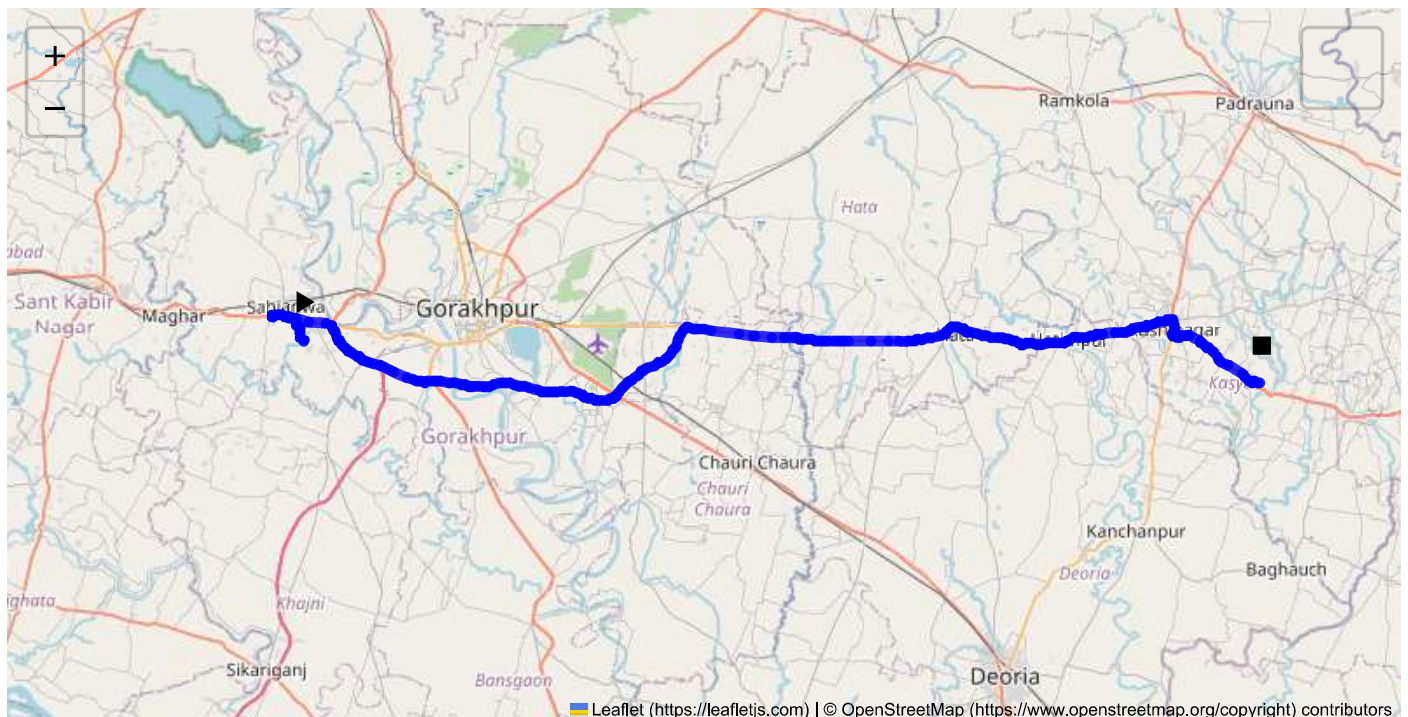 +
−
Ramkola
Padrauna
Hata
Sant Kabir
Nagar
Maghar
Gorakhpur
Gorakhpur
Chauri Chaura
Chauri
Chaura
Kanchanpur
Deoria
Baghauch
Khajni
Sikariganj
Bansgaon
Deoria
Leaflet (https://leafletjs.com) | © OpenStreetMap (https://www.openstreetmap.org/copyright) contributors